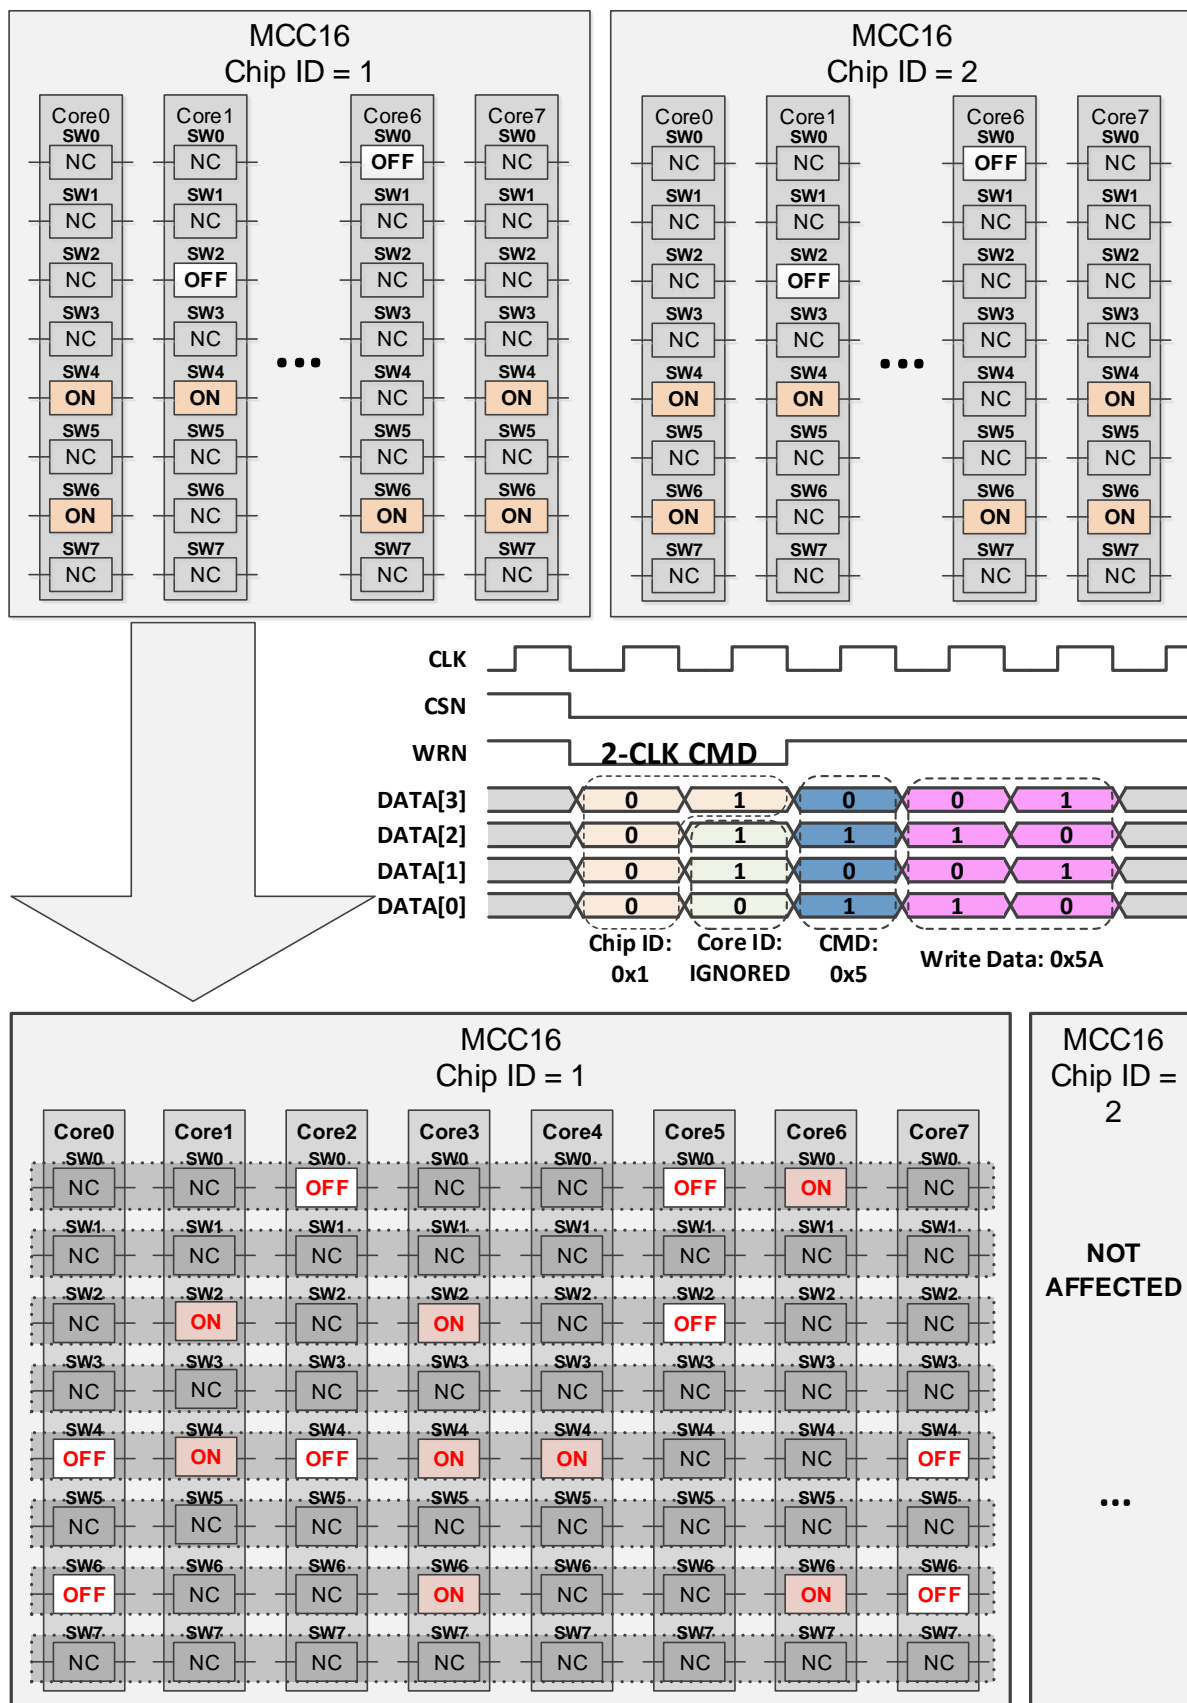 MCC16
Chip ID = 1
Core0 Core1 Core6 Core7
SW0 SW0 SW0 SW0
NC NC OFF NC
SW1 SW1 SW1 SW1
NC NC NC NC
SW2 SW2 SW2 SW2
NC OFF NC NC
SW3 SW3 SW3 SW3
NC NC NC NC
...
SW4 SW4 SW4 SW4
ON ON NC ON
SW5 SW5 SW5 SW5
NC NC NC NC
SW6 SW6 SW6 SW6
ON NC ON ON
SW7 SW7 SW7 SW7
NC NC NC NC
MCC16
Chip ID = 2
Core0 Core1 Core6 Core7
SW0 SW0 SW0 SW0
NC NC OFF NC
SW1 SW1 SW1 SW1
NC NC NC NC
SW2 SW2 SW2 SW2
NC OFF NC NC
SW3 SW3 SW3 SW3
NC NC NC NC
...
SW4 SW4 SW4 SW4
ON ON NC ON
SW5 SW5 SW5 SW5
NC NC NC NC
SW6 SW6 SW6 SW6
ON NC ON ON
SW7 SW7 SW7 SW7
NC NC NC NC
CLK
CSN
WRN 2-CLK CMD
DATA[3] 0 1 0 0 1
DATA[2] 0 1 1 1 0
DATA[1] 0 1 0 0 1
DATA[0] 0 0 1 1 0
Chip ID: Core ID: CMD: Write Data: 0x5A
0x1 IGNORED 0x5
MCC16
Chip ID = 1
Core0 Core1 Core2 Core3 Core4 Core5 Core6 Core7
SW0 SW0 SW0 SW0 SW0 SW0 SW0 SW0
NC NC OFF NC NC OFF ON NC
SW1 SW1 SW1 SW1 SW1 SW1 SW1 SW1
NC NC NC NC NC NC NC NC
SW2 SW2 SW2 SW2 SW2 SW2 SW2 SW2
NC ON NC ON NC OFF NC NC
SW3 SW3 SW3 SW3 SW3 SW3 SW3 SW3
NC NC NC NC NC NC NC NC
SW4 SW4 SW4 SW4 SW4 SW4 SW4 SW4
OFF ON OFF ON ON NC NC OFF
SW5 SW5 SW5 SW5 SW5 SW5 SW5 SW5
NC NC NC NC NC NC NC NC
SW6 SW6 SW6 SW6 SW6 SW6 SW6 SW6
OFF NC NC ON NC NC ON OFF
SW7 SW7 SW7 SW7 SW7 SW7 SW7 SW7
NC NC NC NC NC NC NC NC
MCC16
Chip ID =
2
NOT
AFFECTED
...